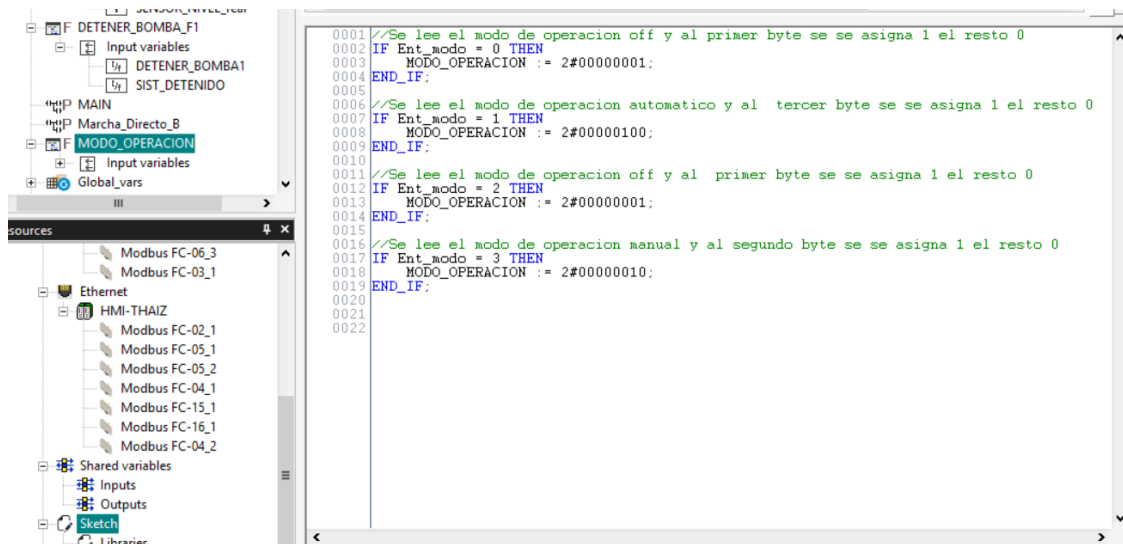 DETENER_BOMBA_F1
Input variables
DETENER_BOMBA1
SIST_DETENIDO
MAIN
Marcha_Directo_B
MODO_OPERACION
Input variables
Global_vars
sources
Modbus FC-06_3
Modbus FC-03_1
Ethernet
HMI-THAIZ
Modbus FC-02_1
Modbus FC-05_1
Modbus FC-05_2
Modbus FC-04_1
Modbus FC-15_1
Modbus FC-16_1
Modbus FC-04_2
Shared variables
Inputs
Outputs
Sketch
Libraries
0001 //Se lee el modo de operacion off y al primer byte se se asigna 1 el resto 0
0002 IF Ent_modo = 0 THEN
0003 MODO_OPERACION := 2#00000001;
0004 END_IF;
0005
0006 //Se lee el modo de operacion automatico y al  tercer byte se se asigna 1 el resto 0
0007 IF Ent_modo = 1 THEN
0008 MODO_OPERACION := 2#00000100;
0009 END_IF;
0010
0011 //Se lee el modo de operacion off y al  primer byte se se asigna 1 el resto 0
0012 IF Ent_modo = 2 THEN
0013 MODO_OPERACION := 2#00000001;
0014 END_IF;
0015
0016 //Se lee el modo de operacion manual y al segundo byte se se asigna 1 el resto 0
0017 IF Ent_modo = 3 THEN
0018 MODO_OPERACION := 2#00000010;
0019 END_IF;
0020
0021
0022